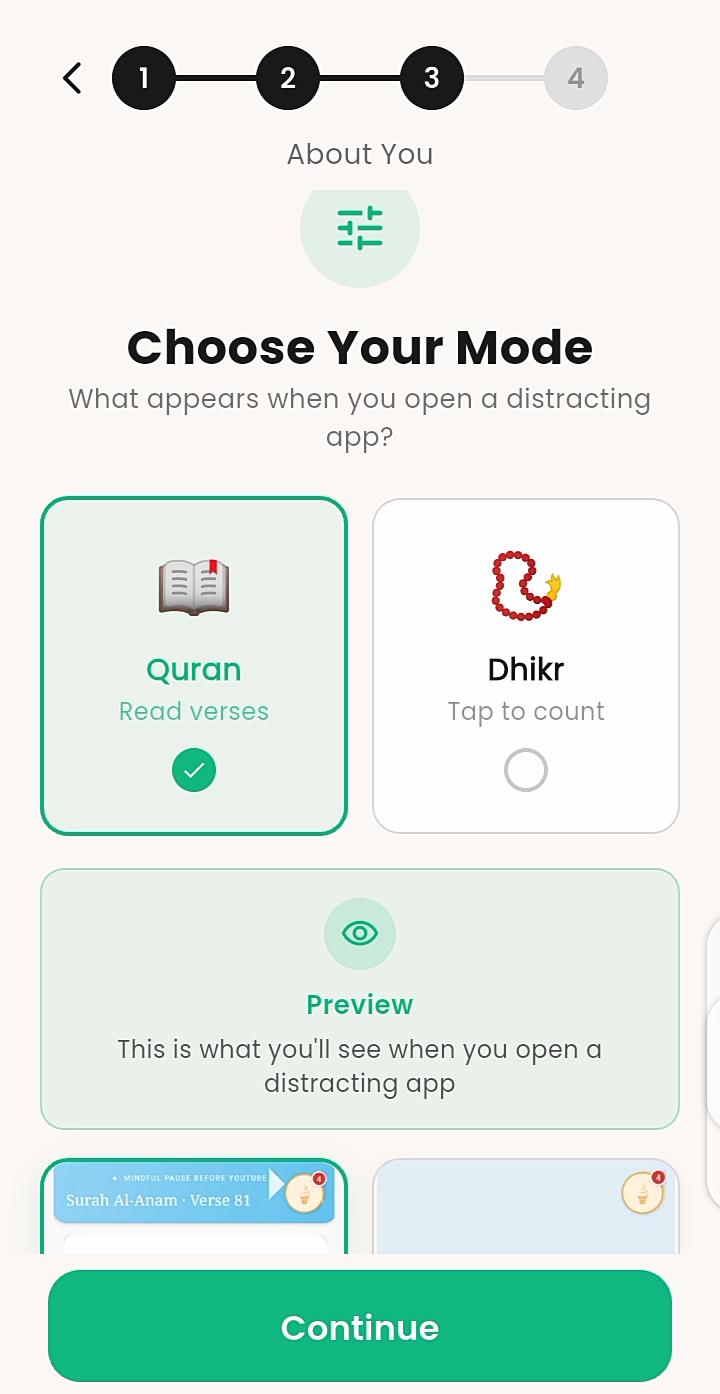 1
2
3
4
About You
Choose Your Mode
What appears when you open a distracting
app?
Quran
Read verses
Dhikr
Tap to count
Preview
This is what you'll see when you open a
distracting app
MINDFUL PAUSE BEFORE YOUTUBE
4
Surah Al-Anam · Verse 81
4
Continue